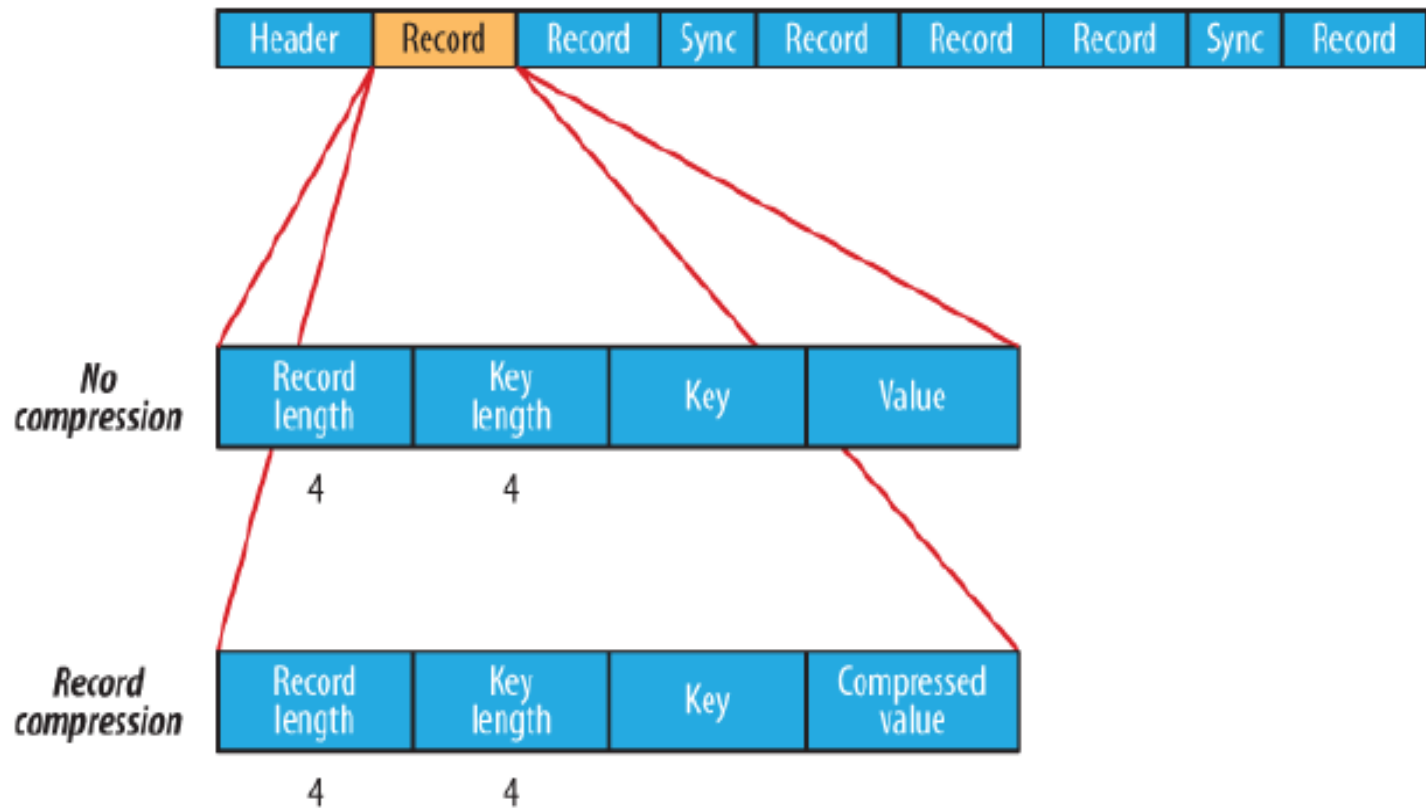 Header Record Record Sync Record Record Record Sync Record
No
compression
Record
length
Key
length
Key
Value
4 4
Record
compression
Record
length
Key
length
Key
Compressed
value
4 4